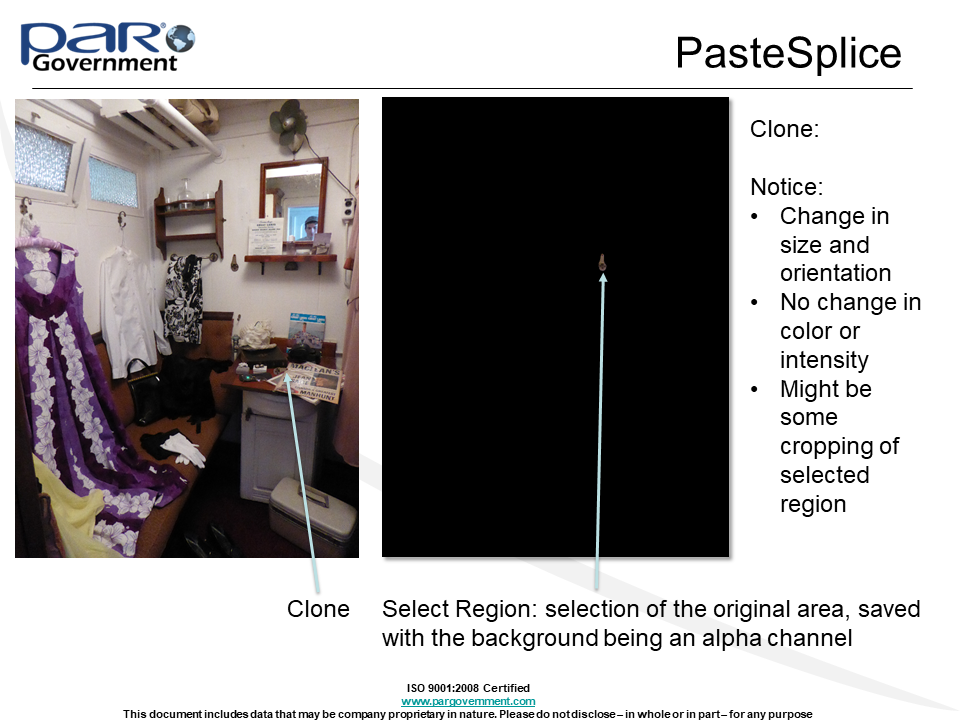 PAR®
Government
PasteSplice
MACLEAN'S
MANHUNT
Clone:
Notice:
• Change in
size and
orientation
• No change in
color or
intensity
• Might be
some
cropping of
selected
region
Clone
Select Region: selection of the original area, saved
with the background being an alpha channel
ISO 9001:2008 Certified
www.pargovernment.com
This document includes data that may be company proprietary in nature. Please do not disclose – in whole or in part – for any purpose